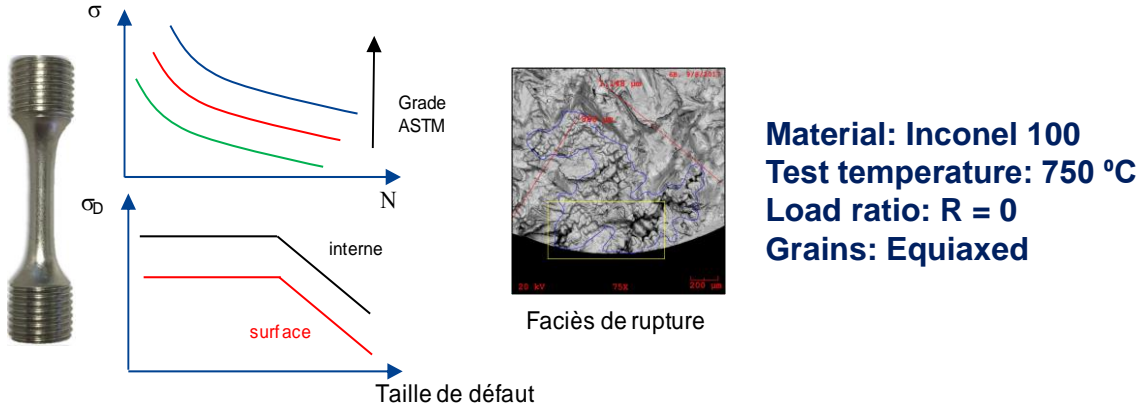 σ
Grade
ASTM
N
σD
interne
surface
Taille de défaut
20 kV
75X
200 µm
Faciès de rupture
Material: Inconel 100
Test temperature: 750 ºC
Load ratio: R = 0
Grains: Equiaxed